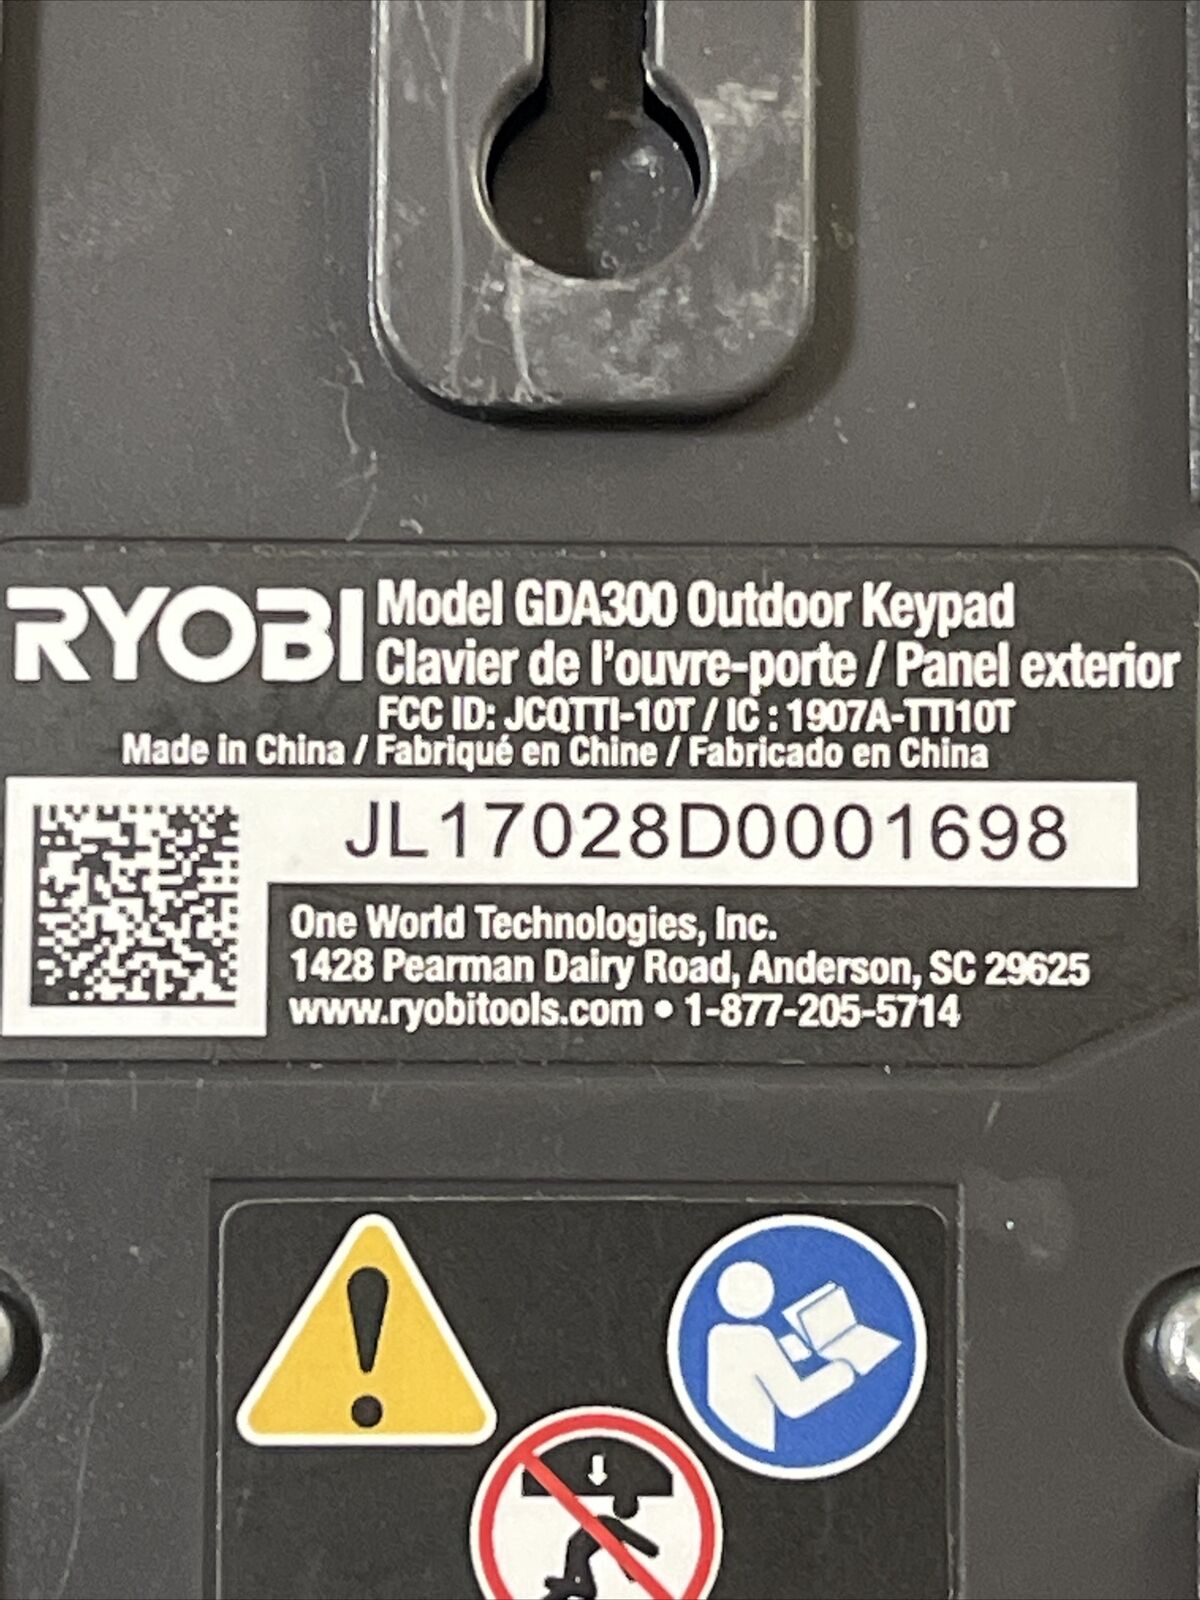 RYOBI
Model GDA300 Outdoor Keypad
Clavier de l'ouvre-porte / Panel exterior
FCC ID: JCQTTI-10T / IC : 1907A-TTI10T
Made in China / Fabriqué en Chine / Fabricado en China
JL17028D0001698
One World Technologies, Inc.
1428 Pearman Dairy Road, Anderson, SC 29625
www.ryobitools.com • 1-877-205-5714